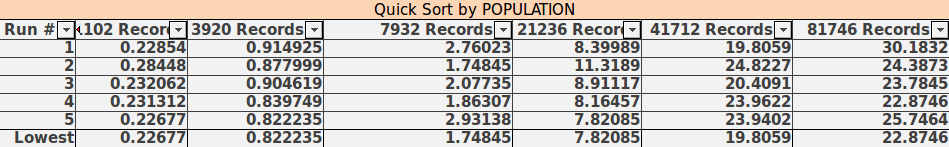 Quick Sort by POPULATION
Run # 1102 Records 3920 Records 7932 Records 21236 Records 41712 Records 81746 Records
1 0.22854 0.914925 2.76023 8.39989 19.8059 30.1832
2 0.28448 0.877999 1.74845 11.3189 24.8227 24.3873
3 0.232062 0.904619 2.07735 8.91117 20.4091 23.7845
4 0.231312 0.839749 1.86307 8.16457 23.9622 22.8746
5 0.22677 0.822235 2.93138 7.82085 23.9402 25.7464
Lowest 0.22677 0.822235 1.74845 7.82085 19.8059 22.8746